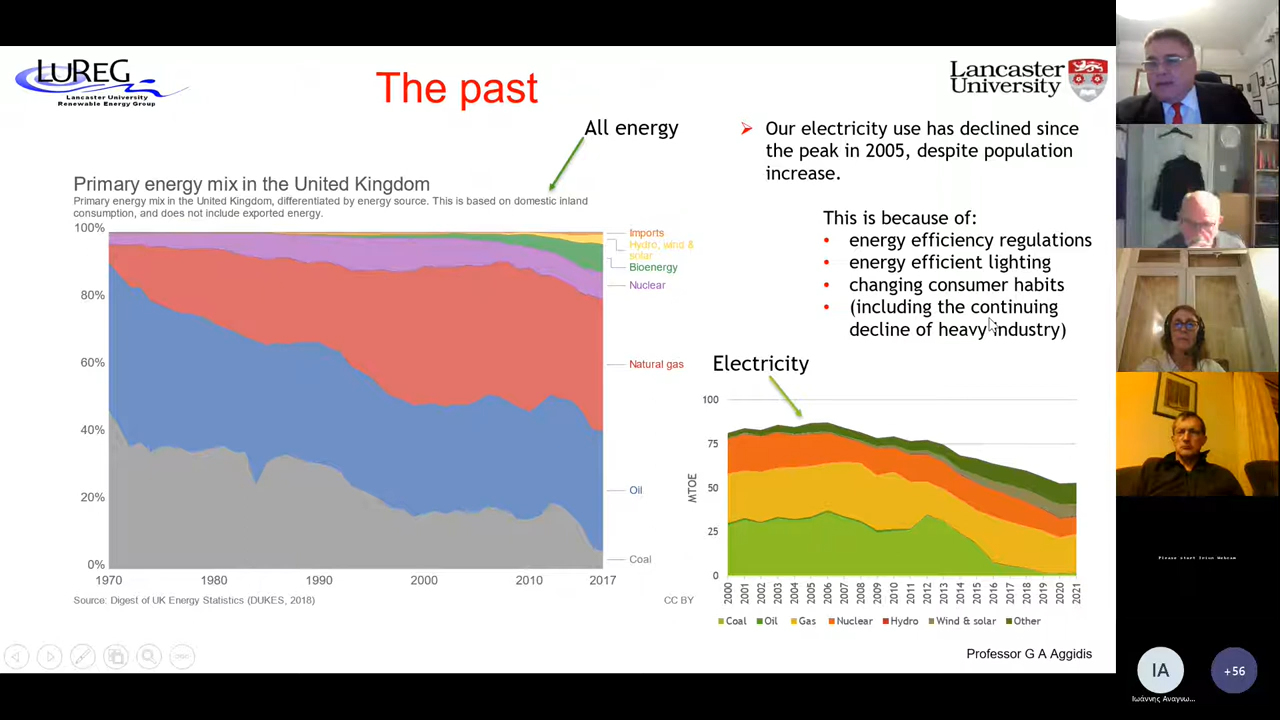 LUREG
Lancaster University
Renewable Energy Group
The past
Lancaster
University
All energy
Primary energy mix in the United Kingdom
Primary energy mix in the United Kingdom, differentiated by energy source. This is based on domestic inland
consumption, and does not include exported energy.
100%
80%
60%
40%
20%
0%
1970
1980
1990
2000
2010
2017
Imports
Hydro, wind &
solar
Bioenergy
Nuclear
Natural gas
Oil
Coal
Source: Digest of UK Energy Statistics (DUKES, 2018)
CC BY
Our electricity use has declined since
the peak in 2005, despite population
increase.
This is because of:
• energy efficiency regulations
• energy efficient lighting
• changing consumer habits
• (including the continuing
decline of heavy industry)
Electricity
100
75
50
25
0
MTOE
2000 2001 2002 2003 2004 2005 2006 2007 2008 2009 2010 2011 2012 2013 2014 2015 2016 2017 2018 2019 2020 2021
Coal Oil Gas Nuclear Hydro Wind & solar Other
Professor G A Aggidis
Please start Iriun Webcam
IA
+56
Ιωάννης Αναγνω...